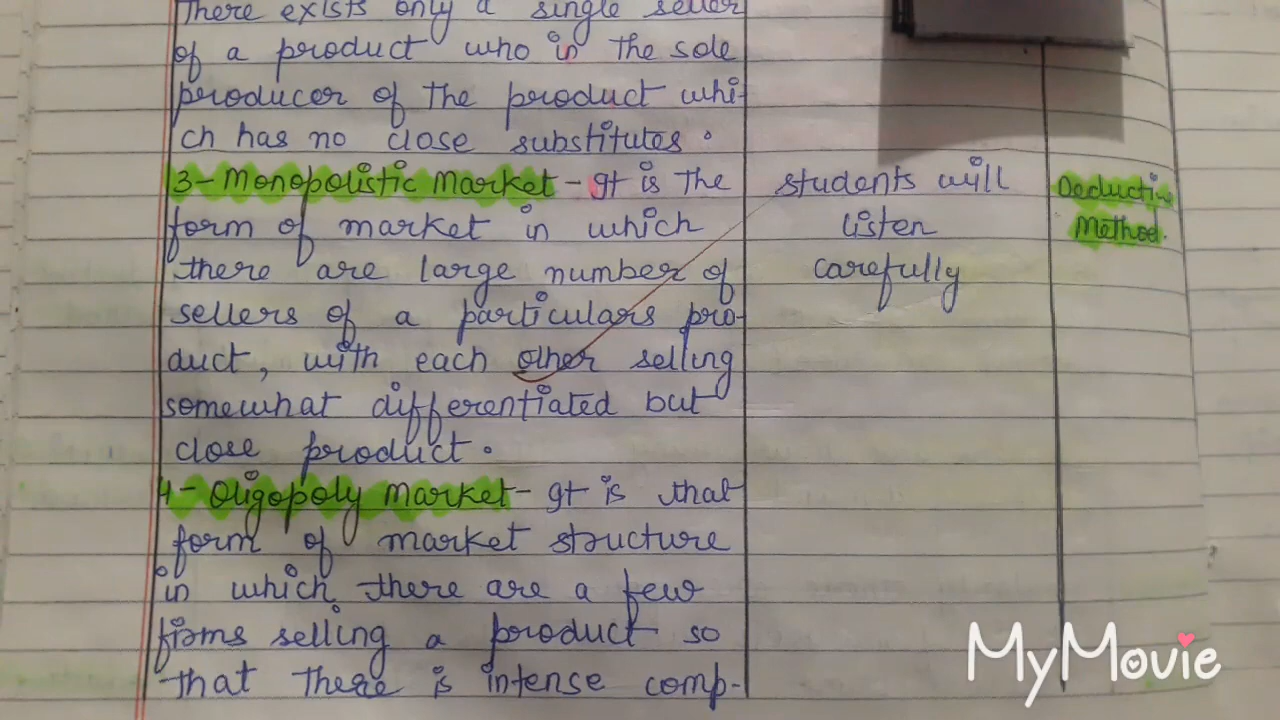 There exists only a single seller
of a product who is the sole
producer of the product whi-
ch has no close substitutes.
3- Monopolistic Market - It is the
form of market in which
there are large number of
sellers of a particulars pro-
duct, with each other selling
somewhat differentiated but
close product.
4- Oligopoly Market - It is that
form of market structure
in which there are a few
firms selling a product so
that there is intense comp-
students will
listen
carefully
Deductive
Method.
MyMovie